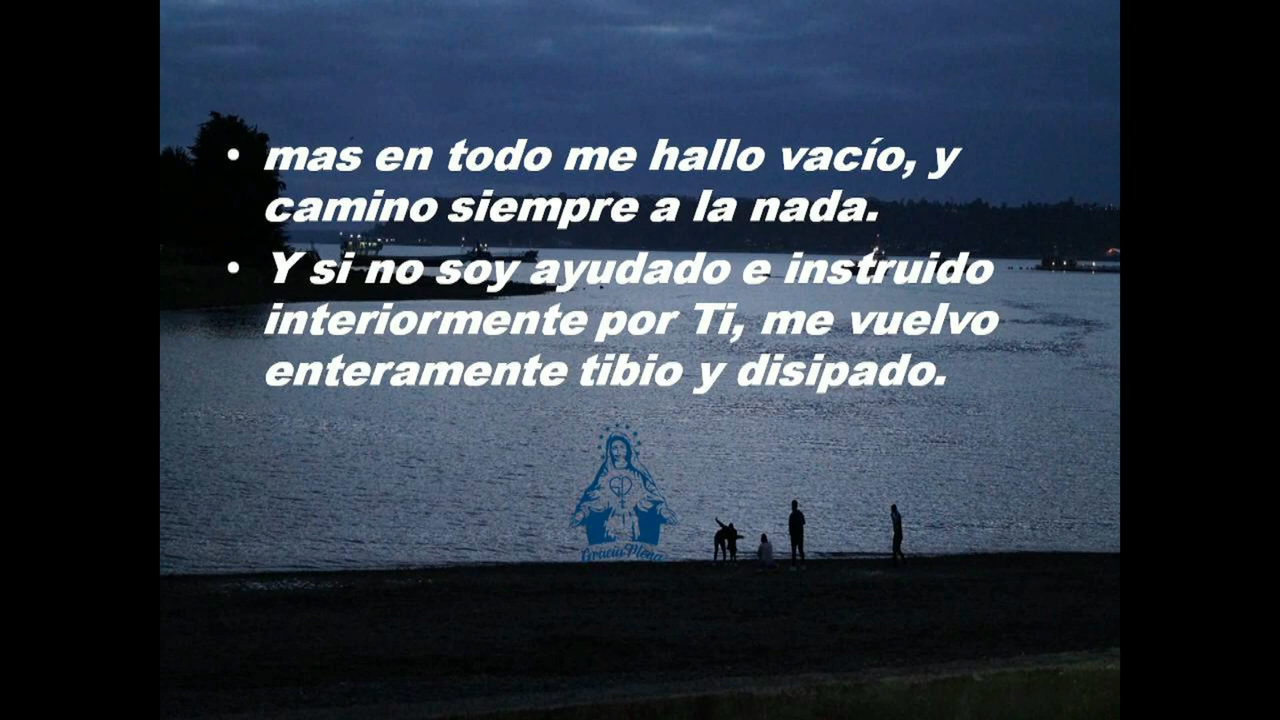 • mas en todo me hallo vacío, y
camino siempre a la nada.
• Y si no soy ayudado e instruido
interiormente por Ti, me vuelvo
enteramente tibio y disipado.
Gracia Plena